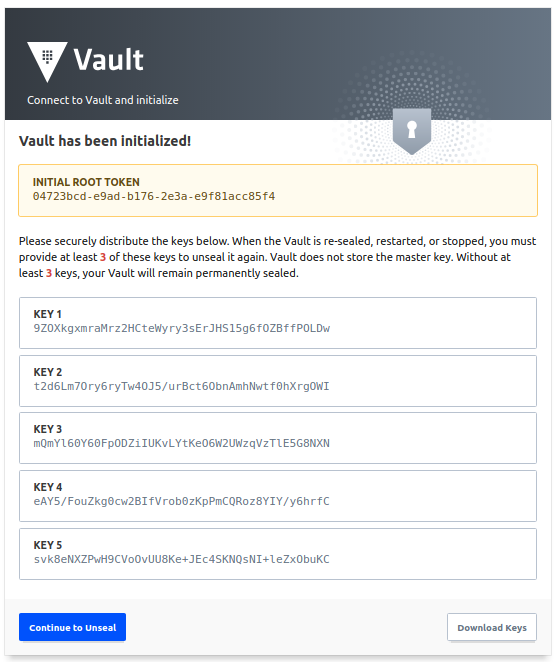 Vault
Connect to Vault and initialize
Vault has been initialized!
INITIAL ROOT TOKEN
04723bcd-e9ad-b176-2e3a-e9f81acc85f4
Please securely distribute the keys below. When the Vault is re-sealed, restarted, or stopped, you must
provide at least 3 of these keys to unseal it again. Vault does not store the master key. Without at
least 3 keys, your Vault will remain permanently sealed.
KEY 1
9ZOXkgxmraMrz2HCteWyry3sErJHS15g6fOZBffPOLDw
KEY 2
t2d6Lm7Ory6ryTw4OJ5/urBct6ObnAmhNwtf0hXrgOWI
KEY 3
mQmYl60Y60FpODZiIUKvLYtKeO6W2UWzqVzTlE5G8NXN
KEY 4
eAY5/FouZkg0cw2BIfVrob0zKpPmCQRoz8YIY/y6hrfC
KEY 5
svk8eNXZPwH9CVoOvUU8Ke+JEc4SKNQsNI+leZxObuKC
Continue to Unseal
Download Keys